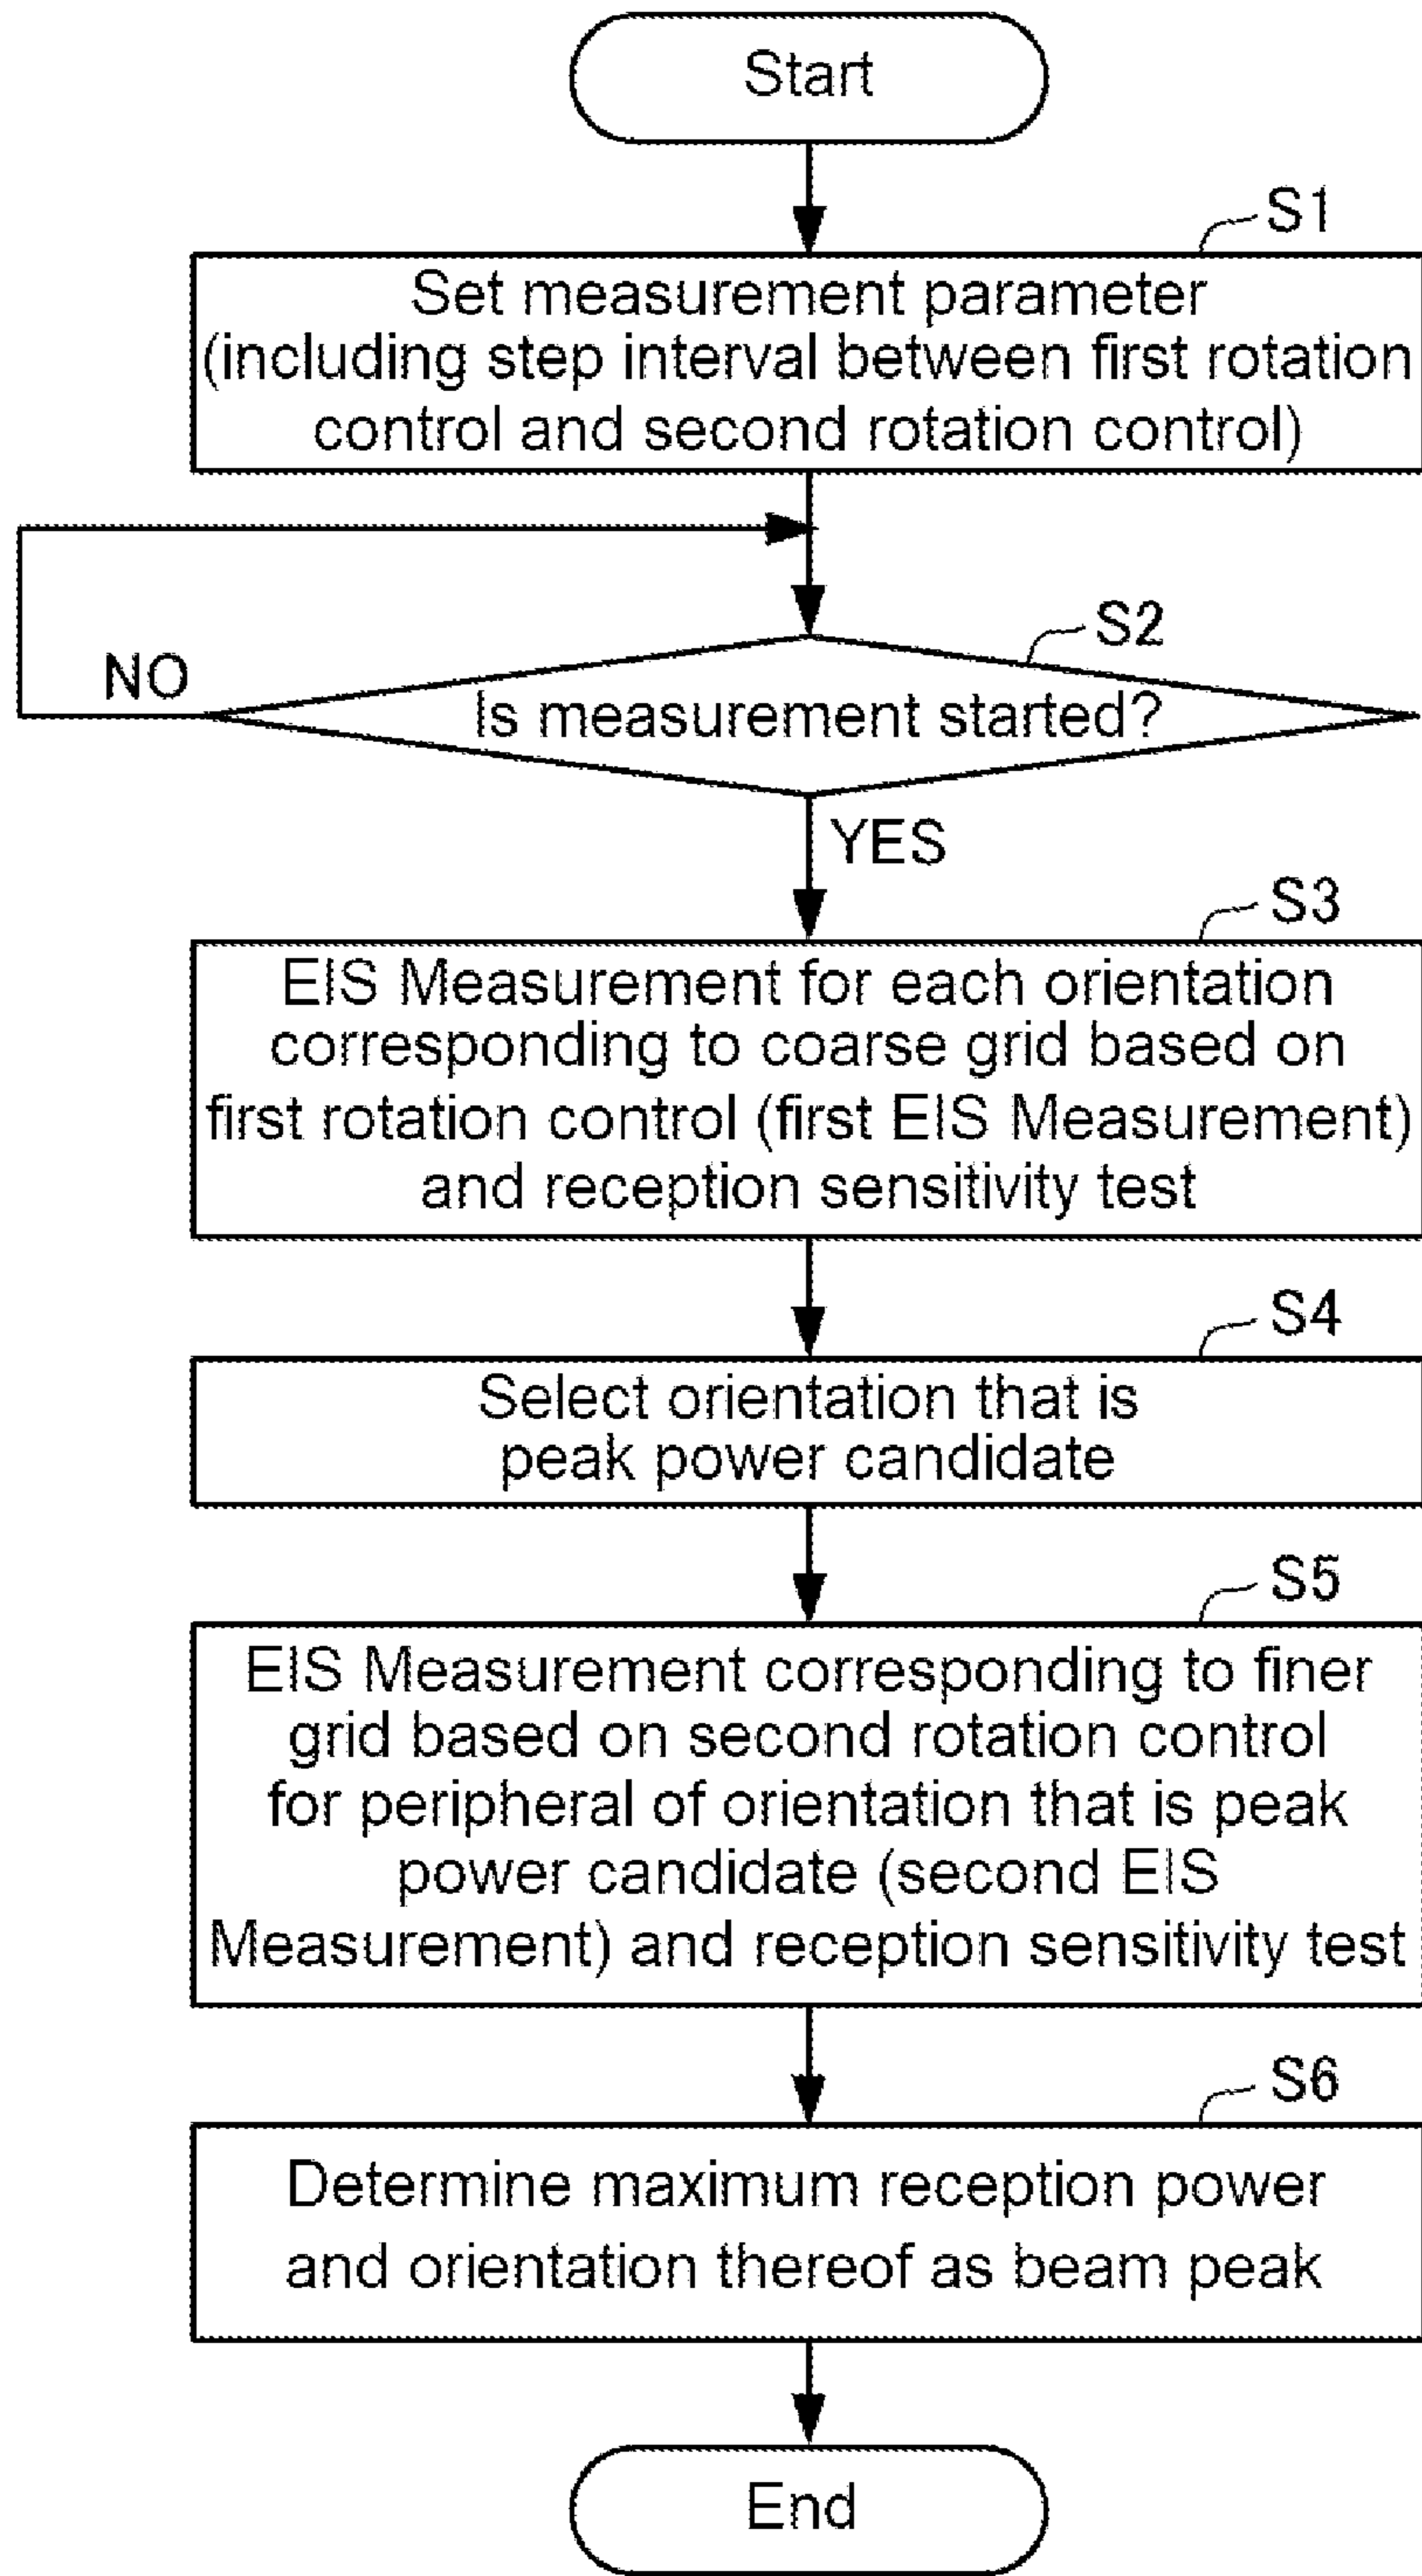 Start
S1
Set measurement parameter
(including step interval between first rotation
control and second rotation control)
S2
NO
Is measurement started?
YES
S3
EIS Measurement for each orientation
corresponding to coarse grid based on
first rotation control (first EIS Measurement)
and reception sensitivity test
S4
Select orientation that is
peak power candidate
S5
EIS Measurement corresponding to finer
grid based on second rotation control
for peripheral of orientation that is peak
power candidate (second EIS
Measurement) and reception sensitivity test
S6
Determine maximum reception power
and orientation thereof as beam peak
End